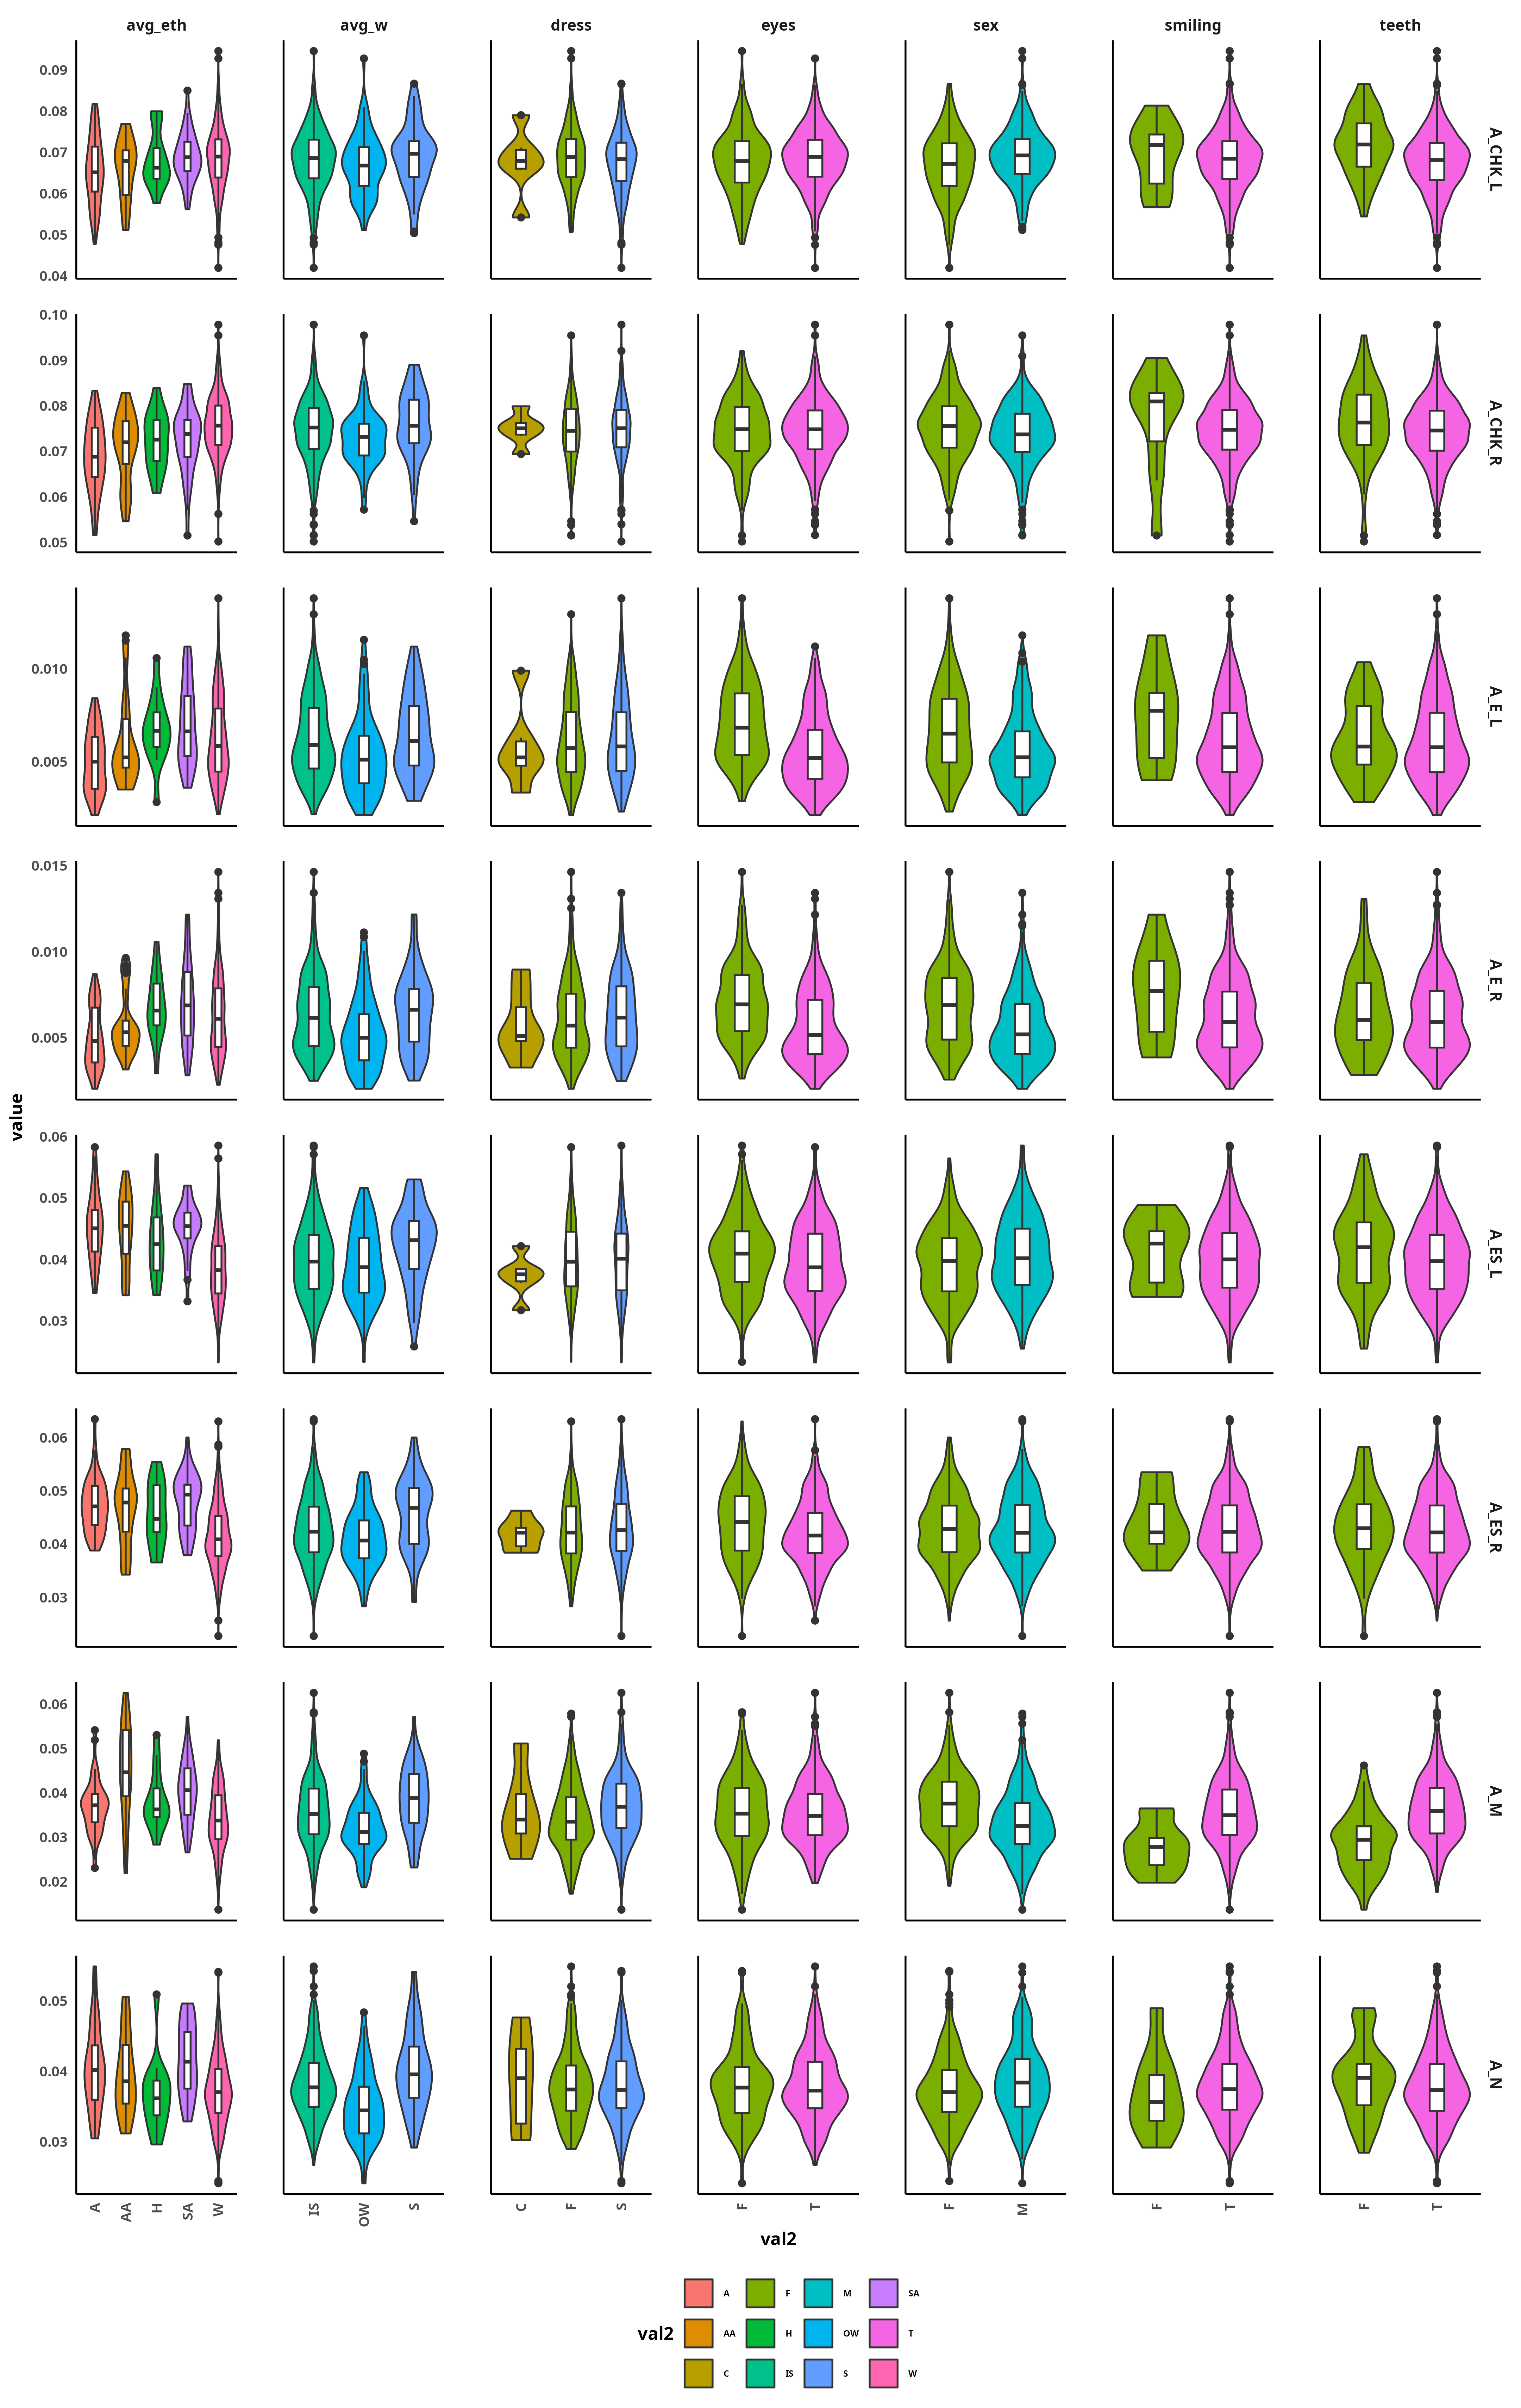 avg_eth avg_w dress eyes sex smiling teeth
0.09
0.08
0.07
0.06
0.05
0.04
A_CHK_L
0.10
0.09
0.08
0.07
0.06
0.05
A_CHK_R
0.010
0.005
A_E_L
0.015
0.010
0.005
A_E_R
value
0.06
0.05
0.04
0.03
A_ES_L
0.06
0.05
0.04
0.03
A_ES_R
0.06
0.05
0.04
0.03
0.02
A_M
0.05
0.04
0.03
A_N
A AA H SA W IS OW S C F S F T F M F T F T
val2
val2
A F M SA
AA H OW T
C IS S W